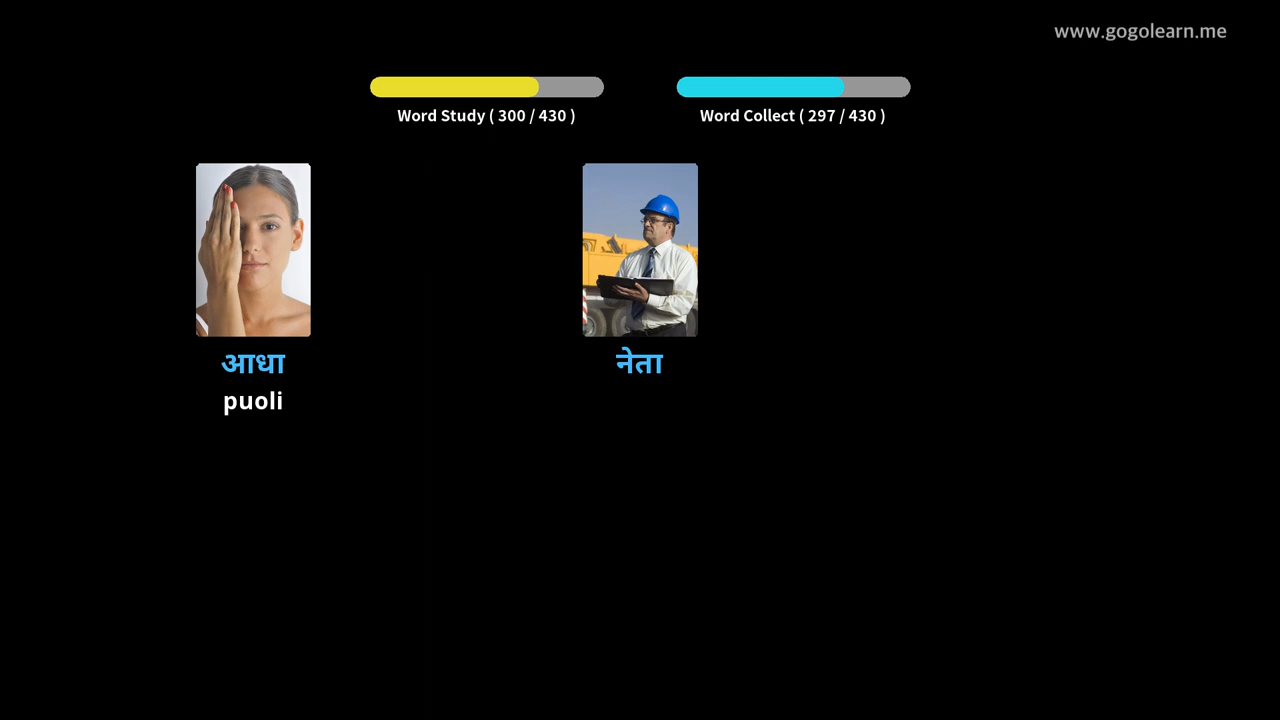 www.gogolearn.me
Word Study ( 300 / 430 )
Word Collect ( 297 / 430 )
आधा
puoli
नेता